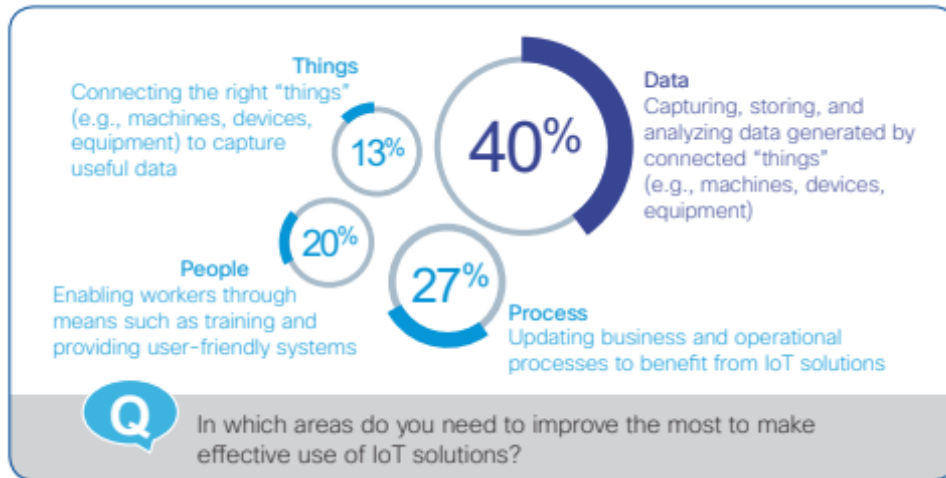 Things
Connecting the right “things”
(e.g., machines, devices,
equipment) to capture
useful data
13%
40%
Data
Capturing, storing, and
analyzing data generated by
connected “things”
(e.g., machines, devices,
equipment)
20%
People
Enabling workers through
means such as training and
providing user-friendly systems
27%
Process
Updating business and operational
processes to benefit from IoT solutions
Q
In which areas do you need to improve the most to make
effective use of IoT solutions?